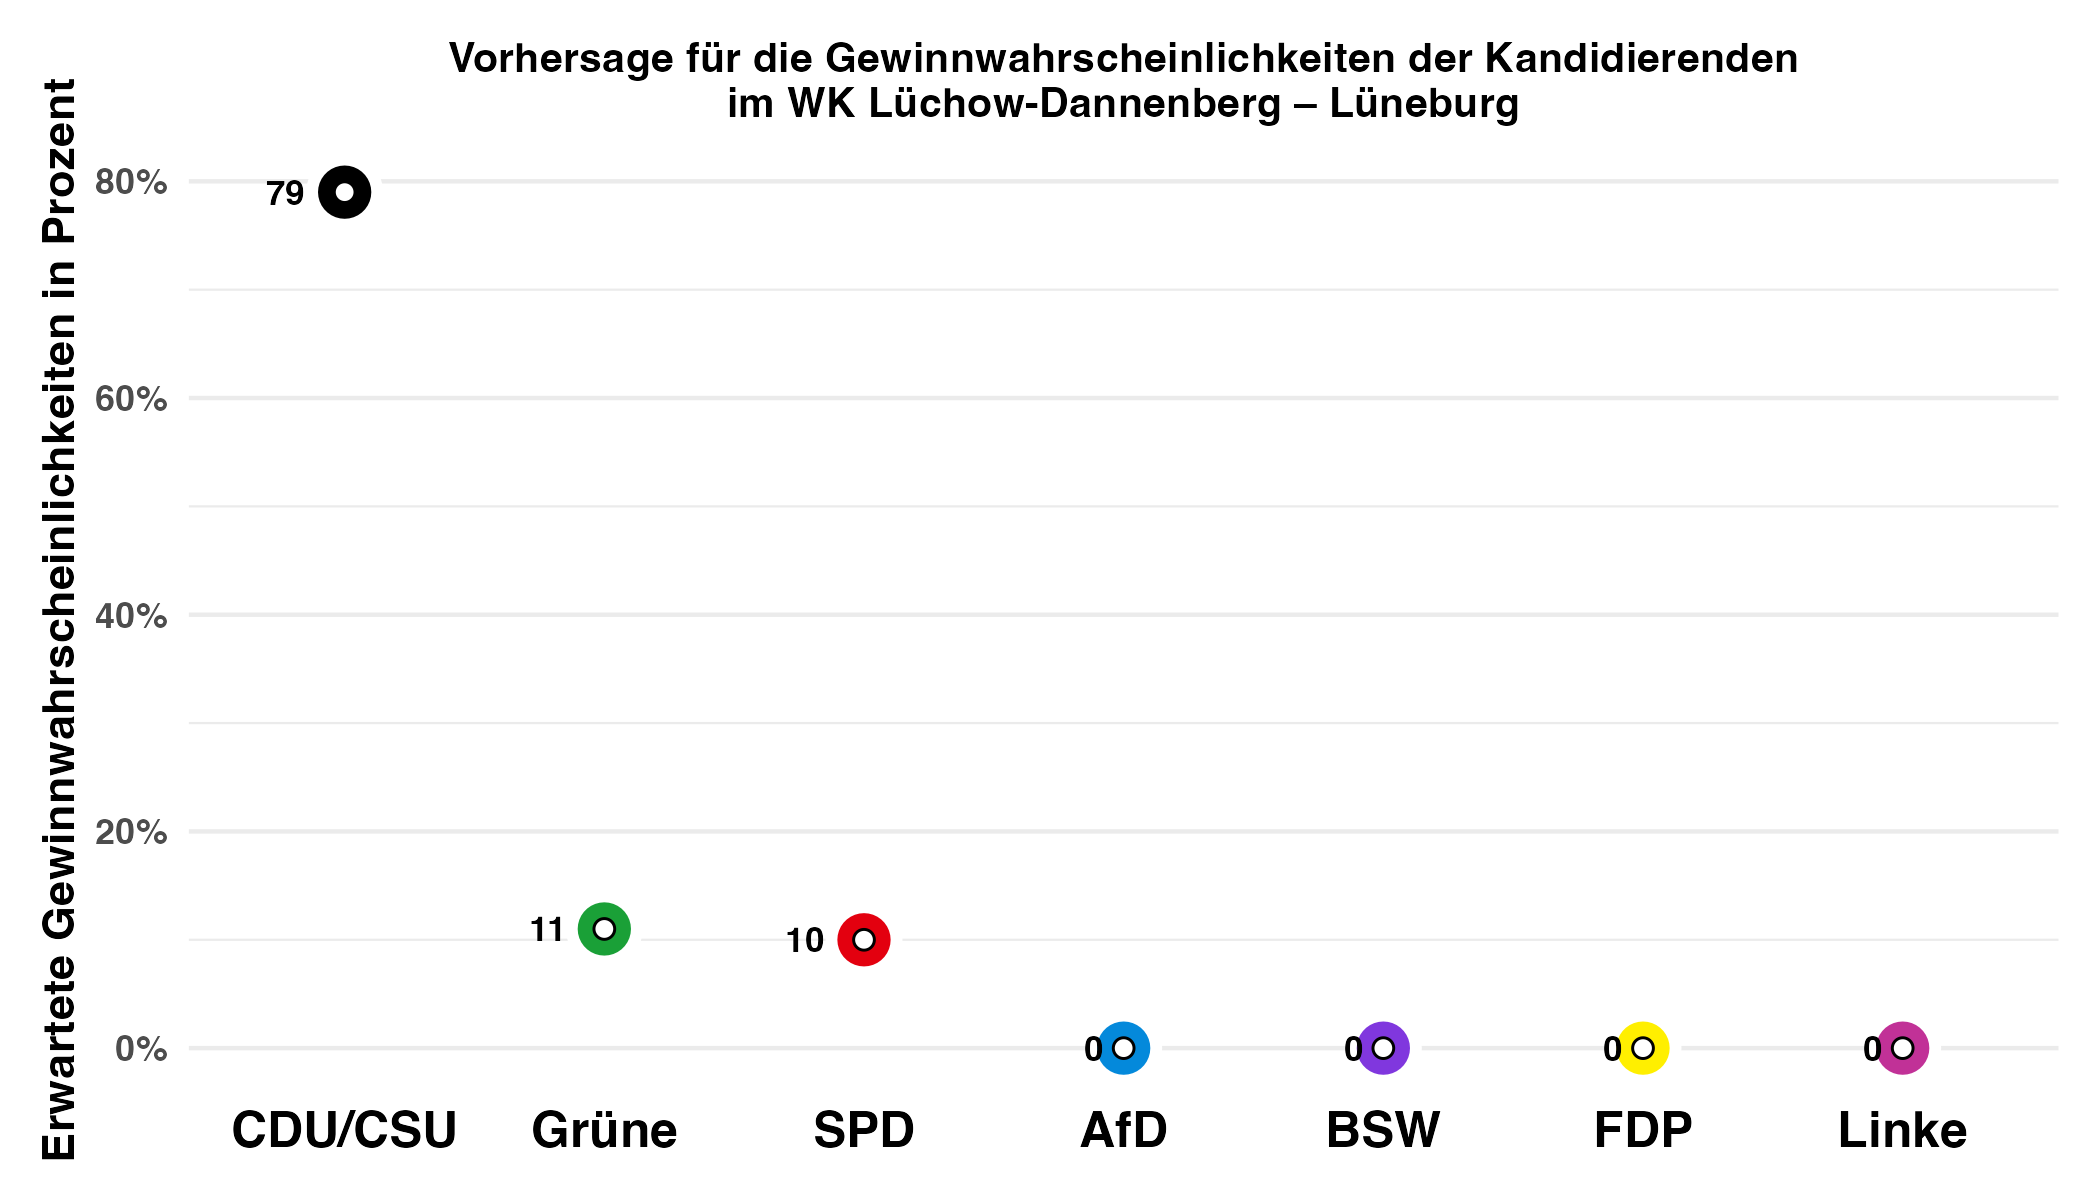 Vorhersage für die Gewinnwahrscheinlichkeiten der Kandidierenden
im WK Lüchow-Dannenberg – Lüneburg
Erwartete Gewinnwahrscheinlichkeiten in Prozent
80%
60%
40%
20%
0%
79
11
10
0
0
0
0
CDU/CSU
Grüne
SPD
AfD
BSW
FDP
Linke